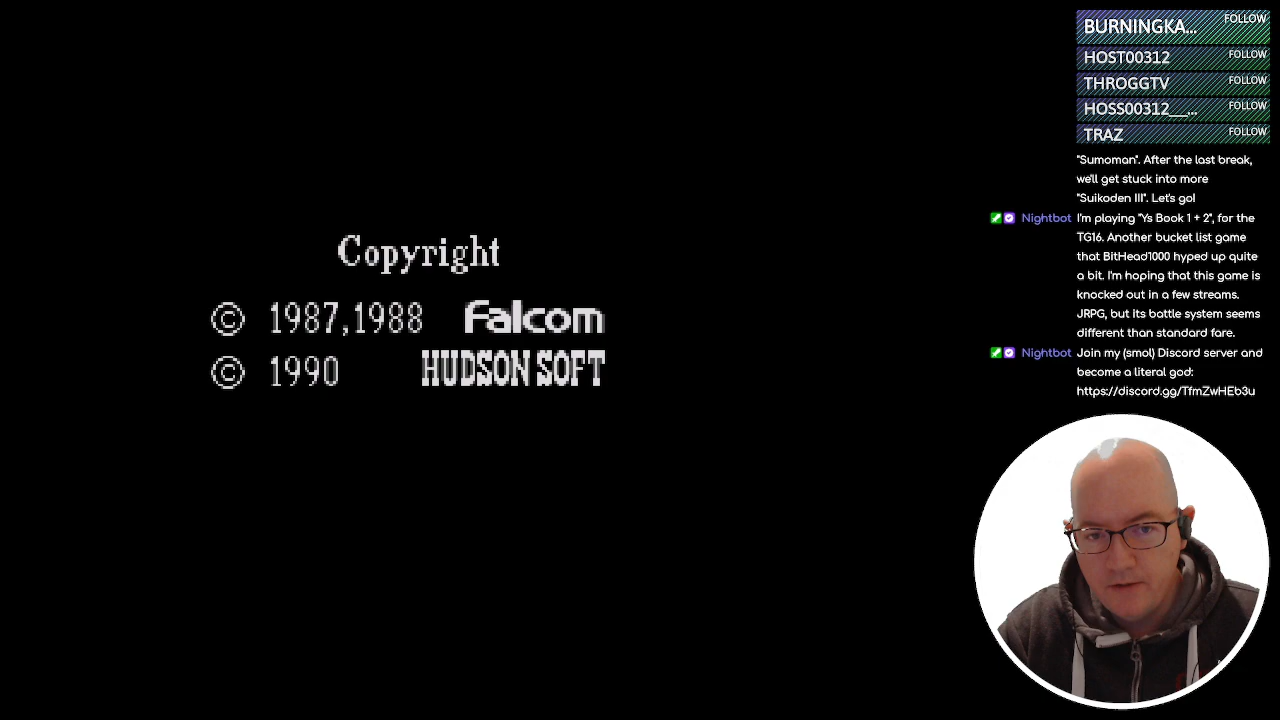 Copyright
© 1987,1988 Falcom
© 1990 HUDSON SOFT
BURNINGKA... FOLLOW
HOST00312 FOLLOW
THROGGTV FOLLOW
HOSS00312__... FOLLOW
TRAZ FOLLOW
"Sumoman". After the last break,
we'll get stuck into more
"Suikoden III". Let's go!
Nightbot I'm playing "Ys Book 1 + 2", for the
TG16. Another bucket list game
that BitHead1000 hyped up quite
a bit. I'm hoping that this game is
knocked out in a few streams.
JRPG, but its battle system seems
different than standard fare.
Nightbot Join my (smol) Discord server and
become a literal god:
https://discord.gg/TfmZwHEb3u